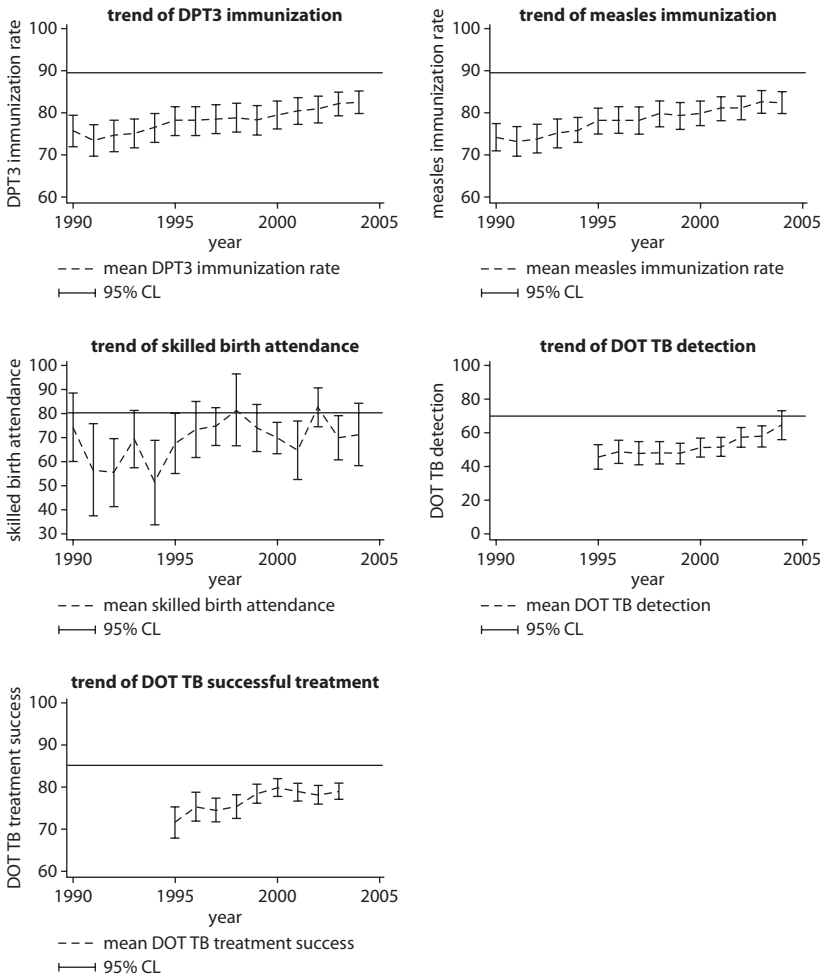 trend of DPT3 immunization
DPT3 immunization rate
100
90
80
70
60
1990 1995 2000 2005
year
mean DPT3 immunization rate
95% CL
trend of measles immunization
measles immunization rate
100
90
80
70
60
1990 1995 2000 2005
year
mean measles immunization rate
95% CL
trend of skilled birth attendance
skilled birth attendance
100
90
80
70
60
50
40
30
1990 1995 2000 2005
year
mean skilled birth attendance
95% CL
trend of DOT TB detection
DOT TB detection
100
80
60
40
20
0
1990 1995 2000 2005
year
mean DOT TB detection
95% CL
trend of DOT TB successful treatment
DOT TB treatment success
100
90
80
70
60
1990 1995 2000 2005
year
mean DOT TB treatment success
95% CL